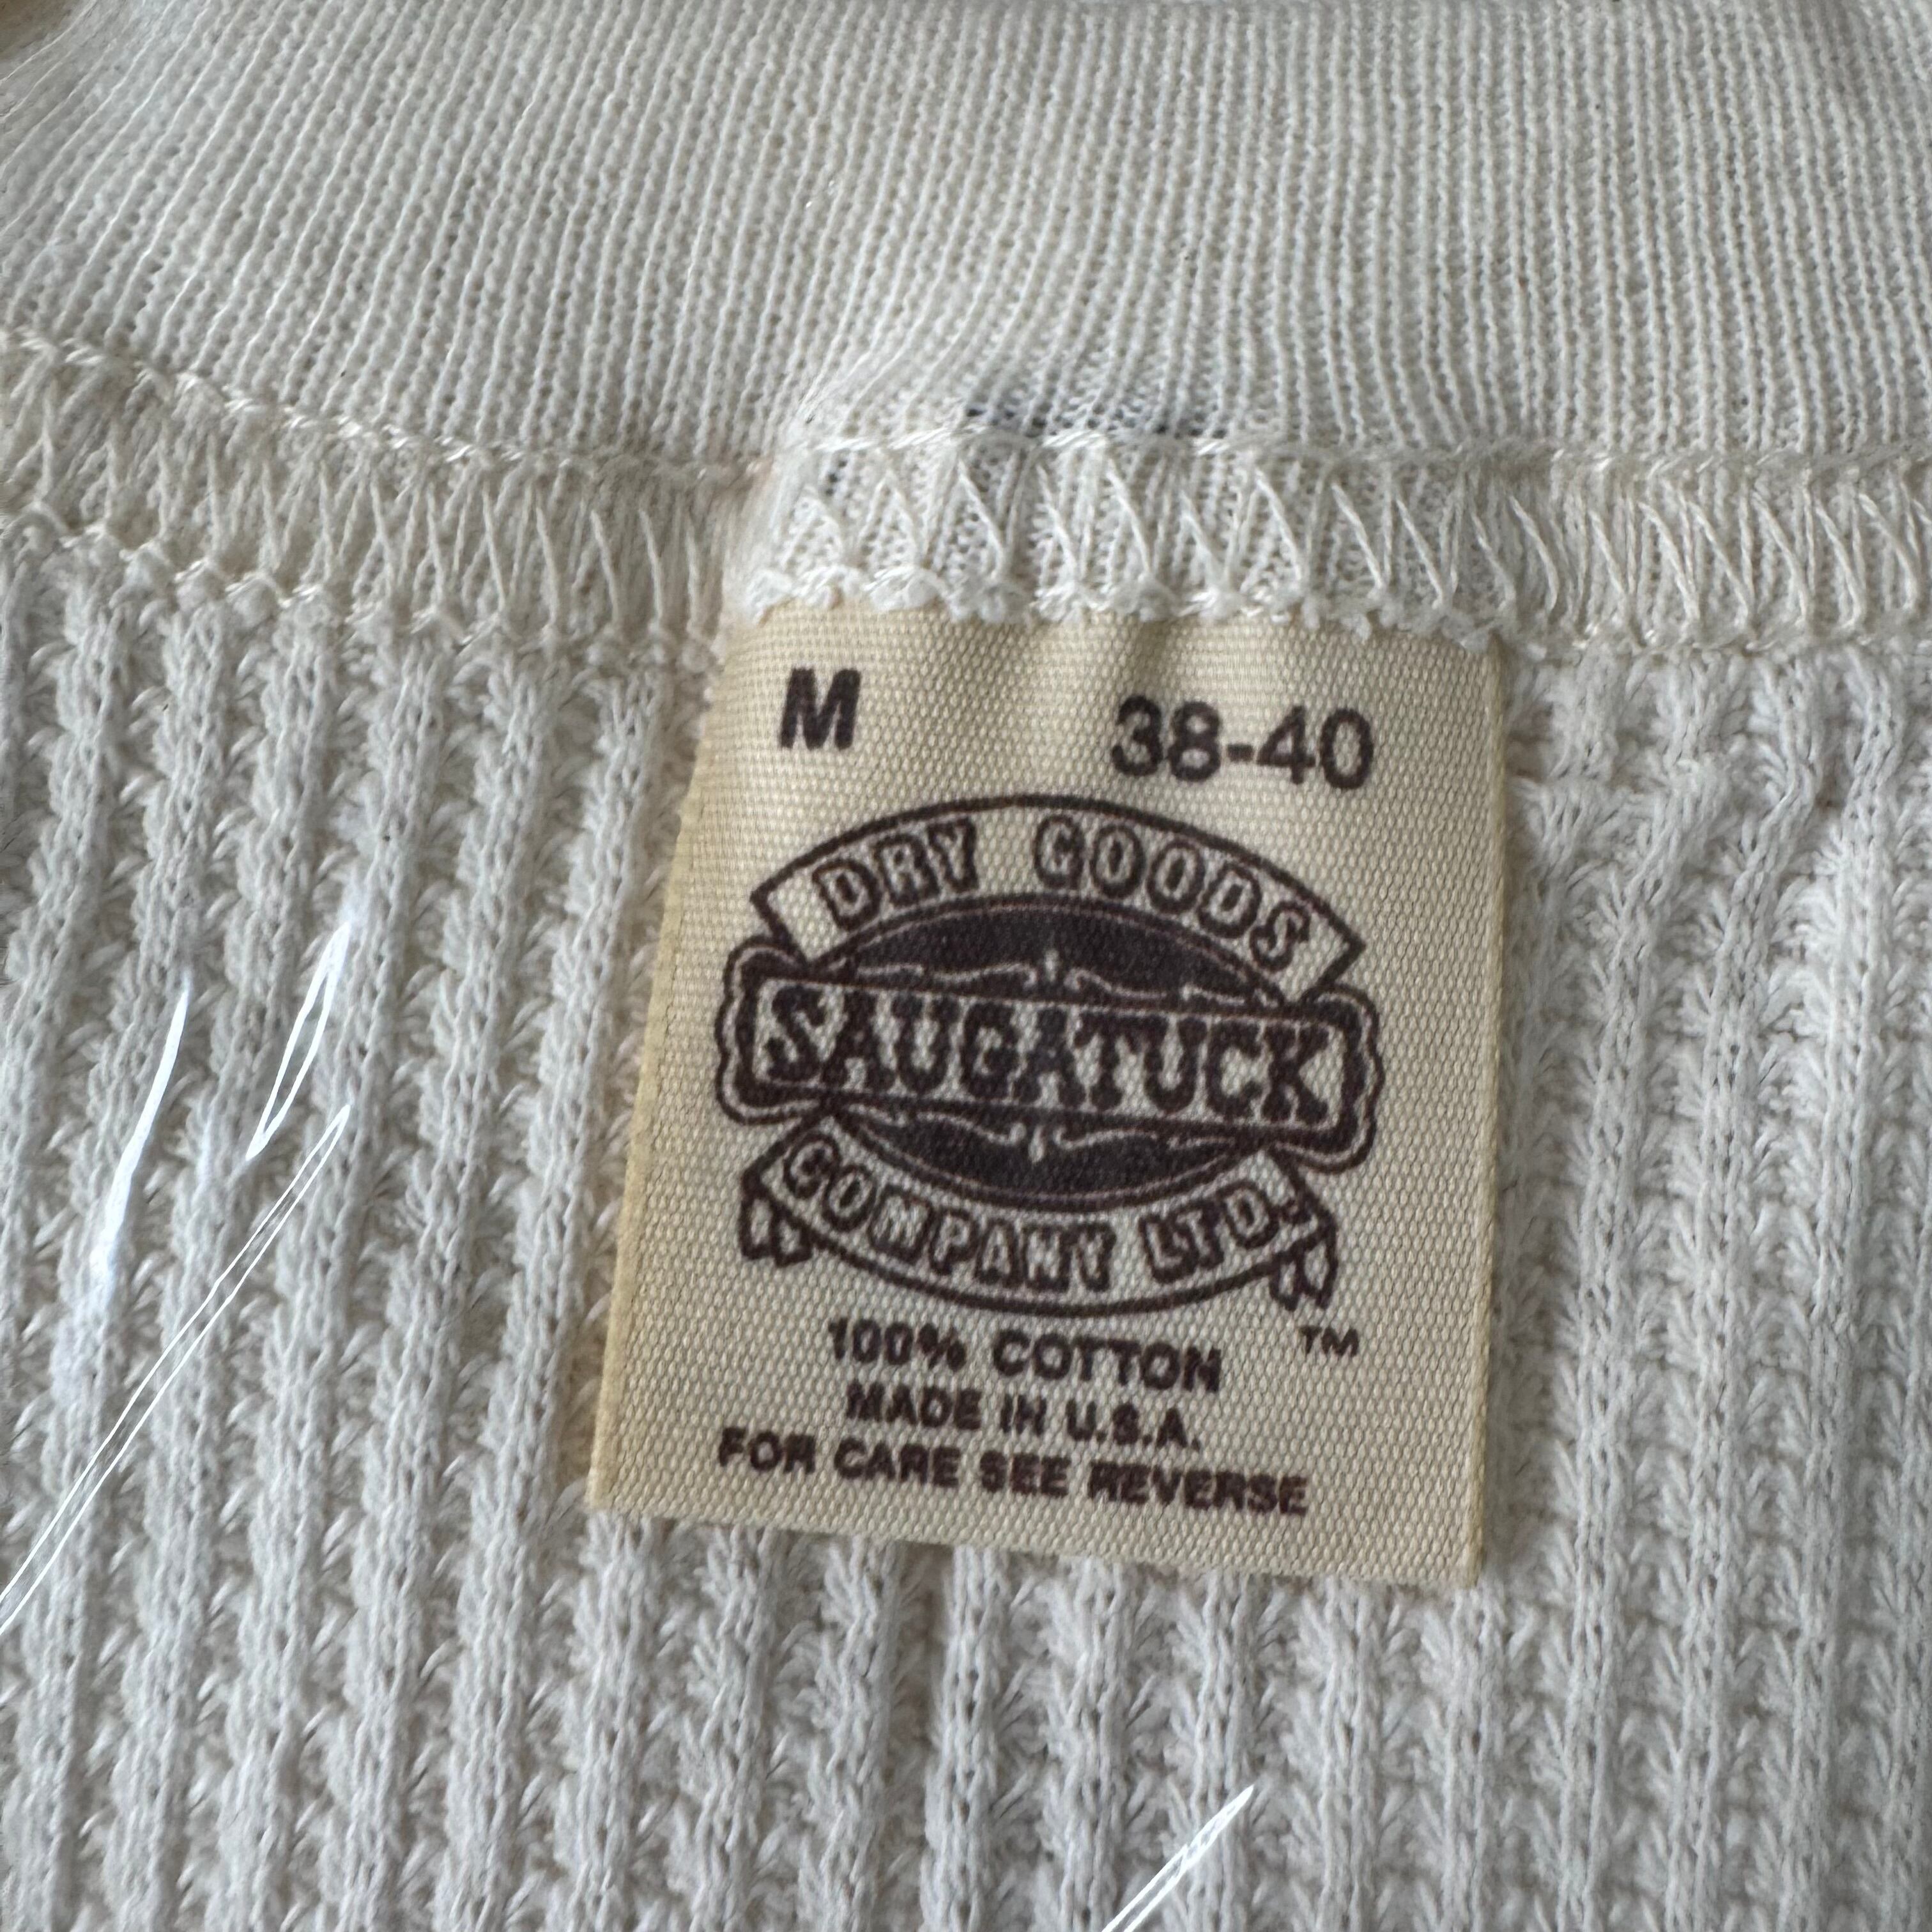 M 38-40
DRY GOODS
SAUGATUCK
COMPANY LTD.
TM
100% COTTON
MADE IN U.S.A.
FOR CARE SEE REVERSE